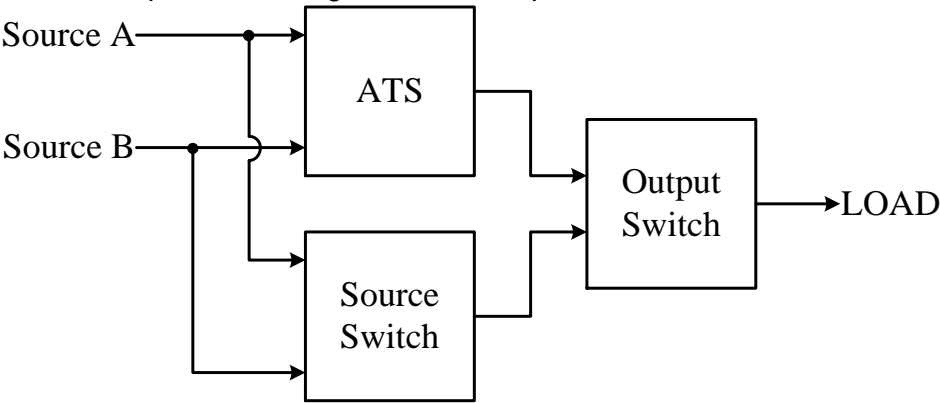 Source A
ATS
Source B
Output
Switch
LOAD
Source
Switch